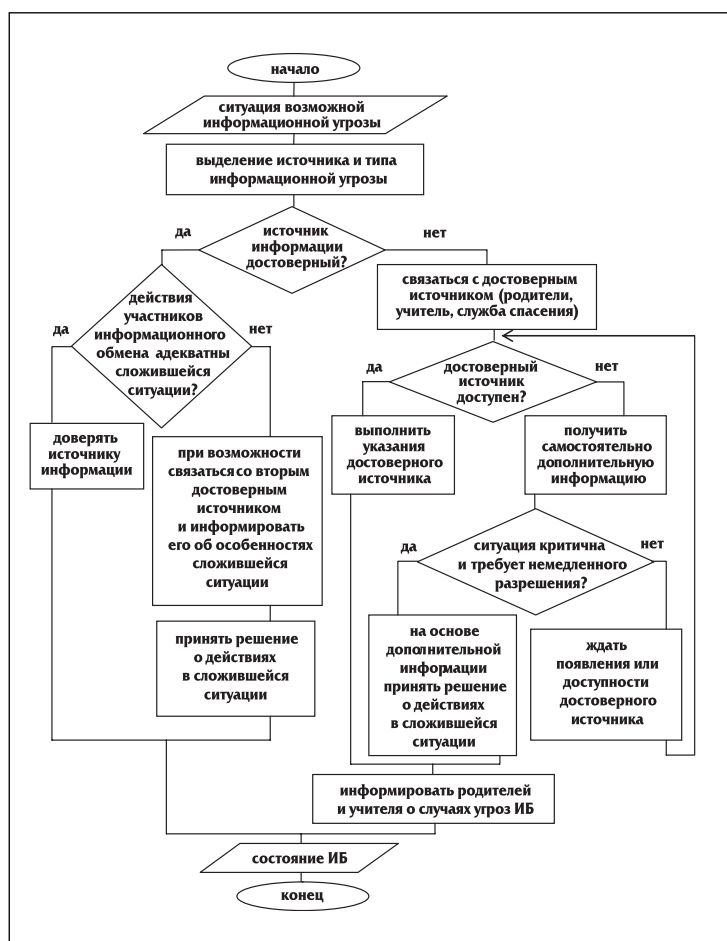 начало
ситуация возможной
информационной угрозы
выделение источника и типа
информационной угрозы
да
источник
информации
достоверный?
нет
действия
участников
информационного
обмена адекватны
сложившейся
ситуации?
да
нет
доверять
источнику
информации
при возможности
связаться со вторым
достоверным
источником
и информировать
его об особенностях
сложившейся
ситуации
принять решение
о действиях
в сложившейся
ситуации
связаться с достоверным
источником (родители,
учитель, служба спасения)
да
достоверный
источник
доступен?
нет
выполнить
указания
достоверного
источника
получить
самостоятельно
дополнительную
информацию
да
ситуация критична
и требует немедленного
разрешения?
нет
на основе
дополнительной
информации
принять решение
о действиях
в сложившейся
ситуации
ждать
появления или
доступности
достоверного
источника
информировать родителей
и учителя о случаях угроз ИБ
состояние ИБ
конец